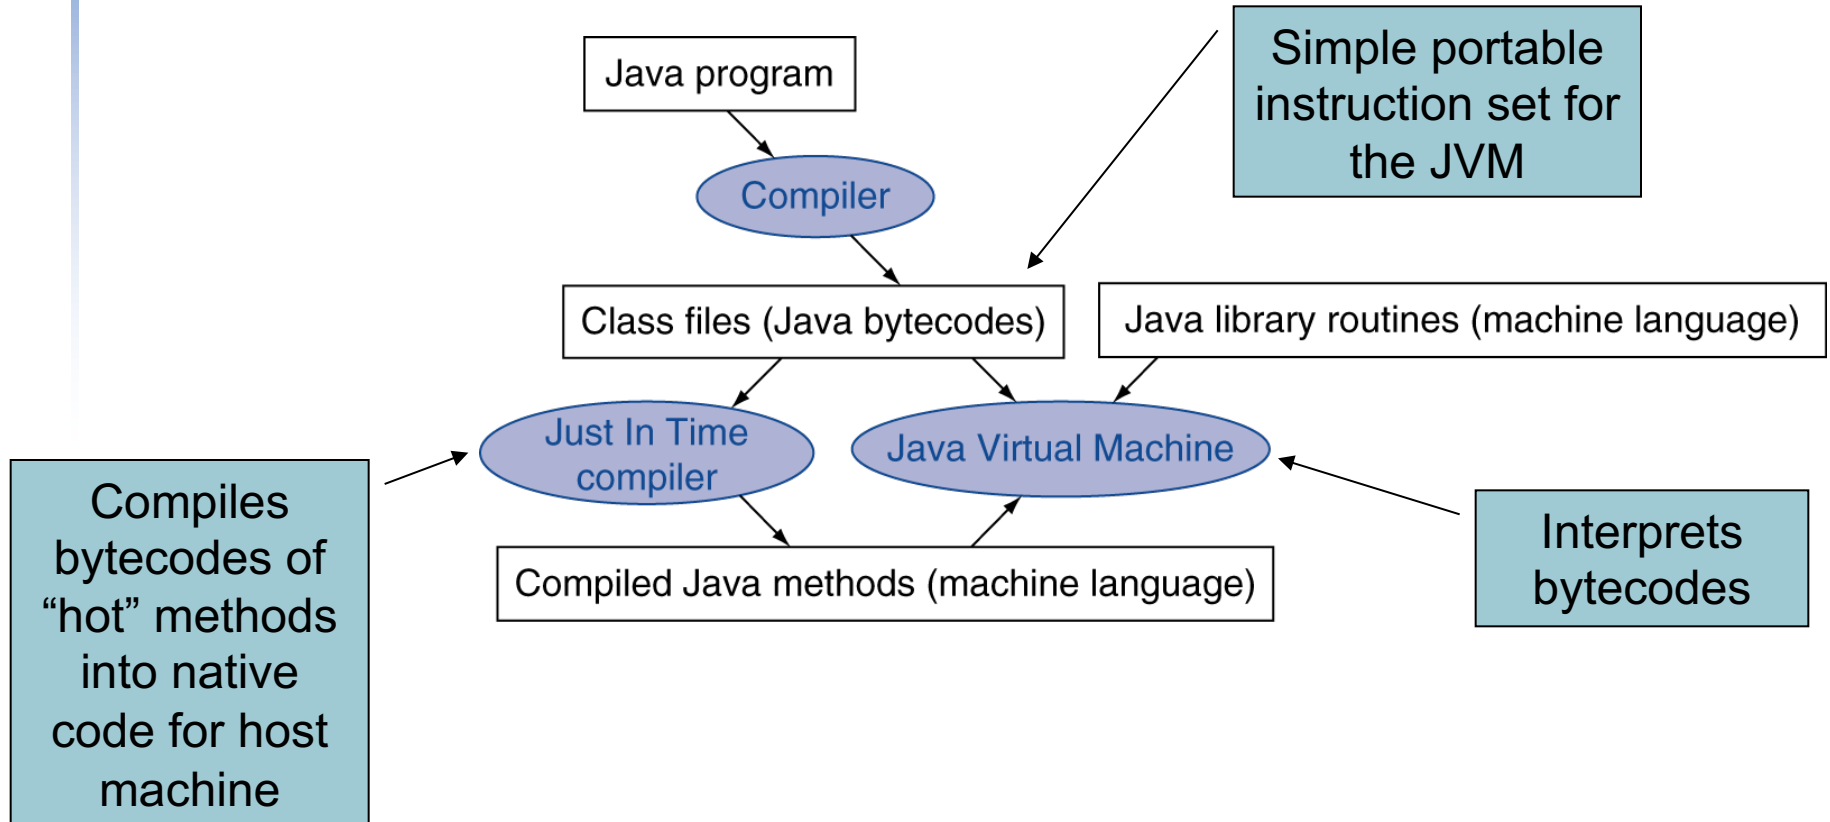 Java program
Simple portable
instruction set for
the JVM
Compiler
Class files (Java bytecodes)
Java library routines (machine language)
Just In Time
compiler
Java Virtual Machine
Compiles
bytecodes of
“hot” methods
into native
code for host
machine
Interprets
bytecodes
Compiled Java methods (machine language)